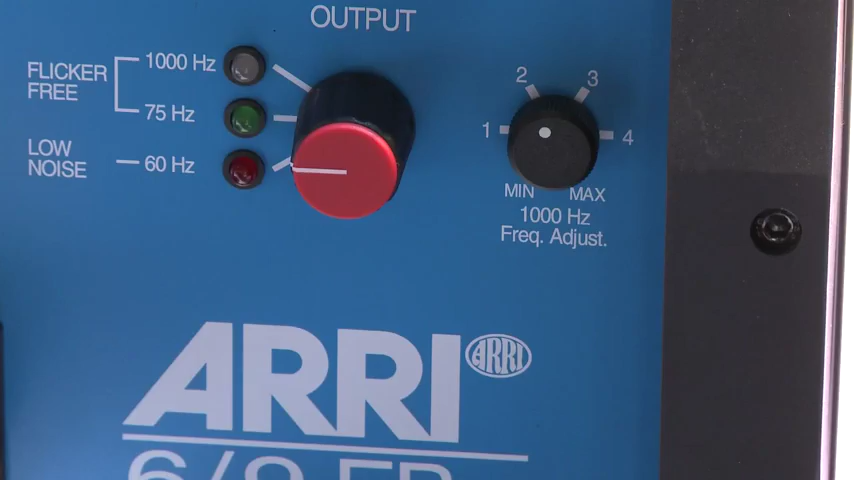 OUTPUT
FLICKER
FREE
1000 Hz
75 Hz
LOW
NOISE
60 Hz
1
2
3
4
MIN
MAX
1000 Hz
Freq. Adjust.
ARRI
ARRI